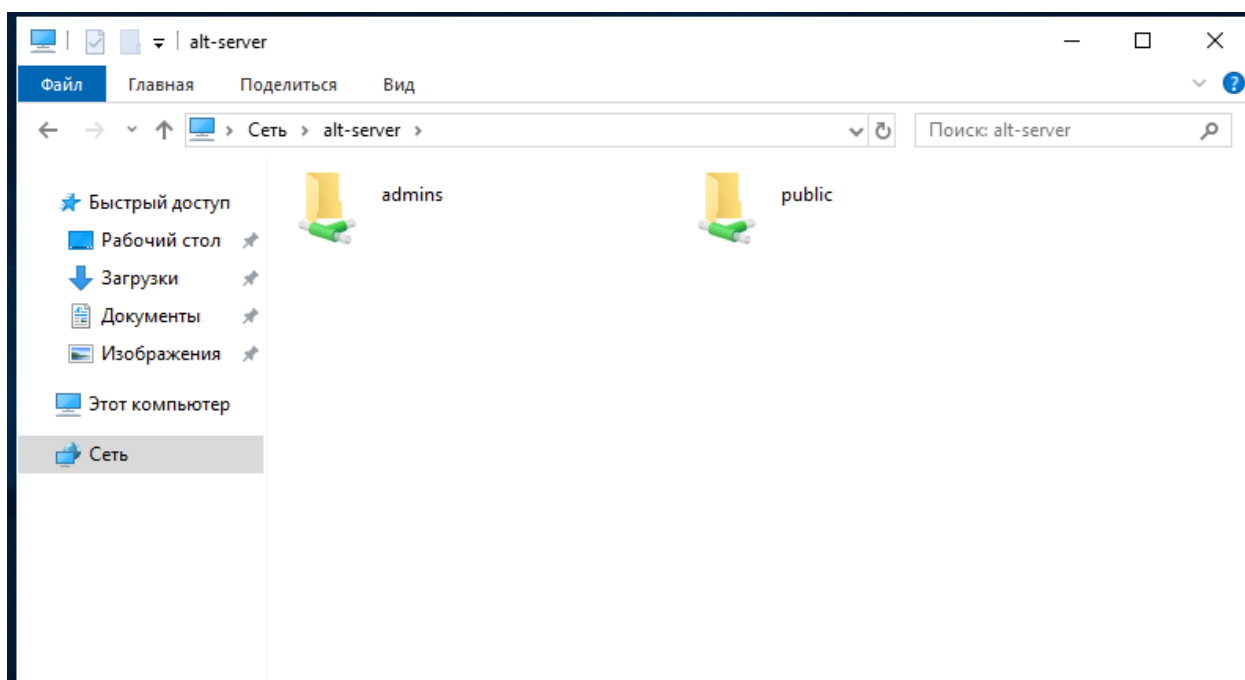 alt-server
Файл Главная Поделиться Вид
Сеть > alt-server > Поиск: alt-server
Быстрый доступ
Рабочий стол
Загрузки
Документы
Изображения
Этот компьютер
Сеть
admins public